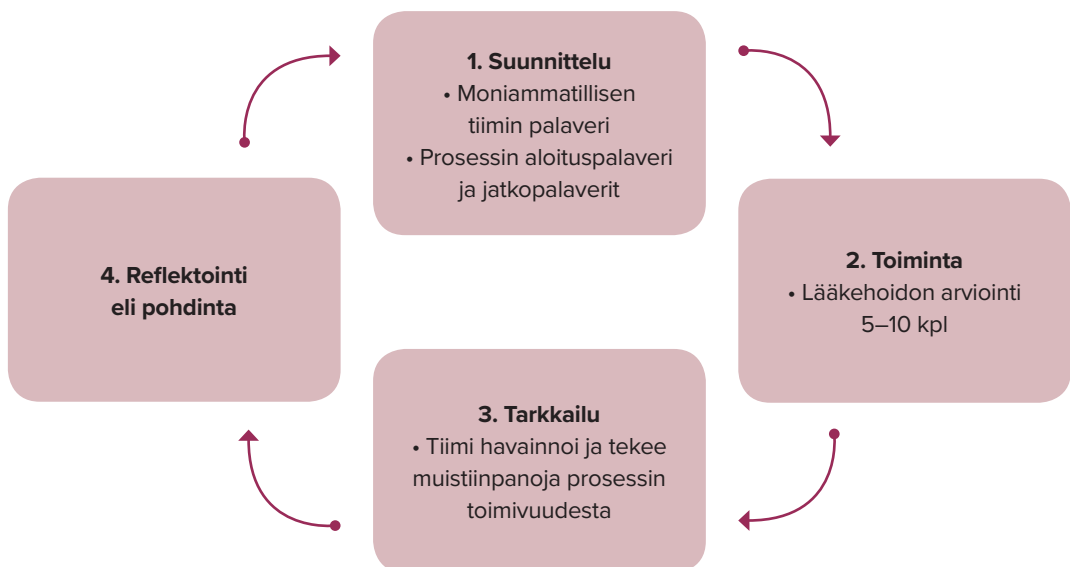 1. Suunnittelu
• Moniammatillisen
tiimin palaveri
• Prosessin aloituspalaveri
ja jatkopalaverit
2. Toiminta
• Lääkehoidon arviointi
5–10 kpl
3. Tarkkailu
• Tiimi havainnoi ja tekee
muistiinpanoja prosessin
toimivuudesta
4. Reflektointi
eli pohdinta